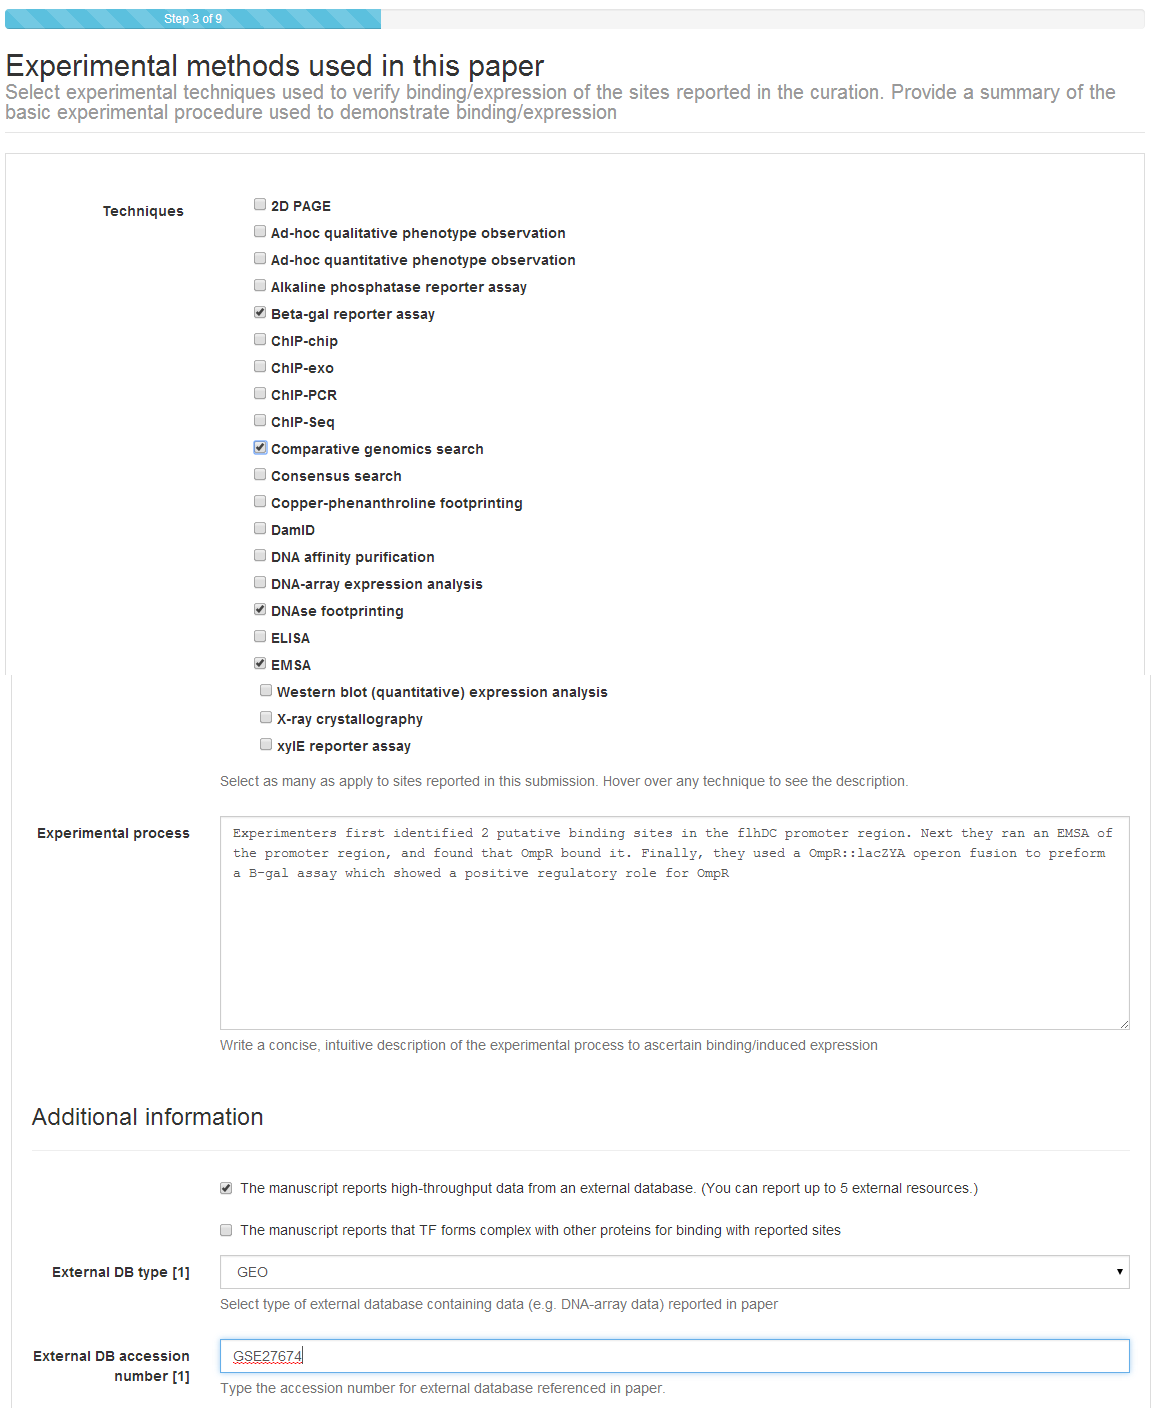 Step 3 of 9
Experimental methods used in this paper
Select experimental techniques used to verify binding/expression of the sites reported in the curation. Provide a summary of the
basic experimental procedure used to demonstrate binding/expression
Techniques
2D PAGE
Ad-hoc qualitative phenotype observation
Ad-hoc quantitative phenotype observation
Alkaline phosphatase reporter assay
Beta-gal reporter assay
ChIP-chip
ChIP-exo
ChIP-PCR
ChIP-Seq
Comparative genomics search
Consensus search
Copper-phenanthroline footprinting
DamID
DNA affinity purification
DNA-array expression analysis
DNAse footprinting
ELISA
EMSA
Western blot (quantitative) expression analysis
X-ray crystallography
xylE reporter assay
Select as many as apply to sites reported in this submission. Hover over any technique to see the description.
Experimental process
Experimenters first identified 2 putative binding sites in the flhDC promoter region. Next they ran an EMSA of
the promoter region, and found that OmpR bound it. Finally, they used a OmpR::lacZYA operon fusion to preform
a B-gal assay which showed a positive regulatory role for OmpR
Write a concise, intuitive description of the experimental process to ascertain binding/induced expression
Additional information
The manuscript reports high-throughput data from an external database. (You can report up to 5 external resources.)
The manuscript reports that TF forms complex with other proteins for binding with reported sites
External DB type [1]
GEO
Select type of external database containing data (e.g. DNA-array data) reported in paper
External DB accession
number [1]
GSE27674
Type the accession number for external database referenced in paper.